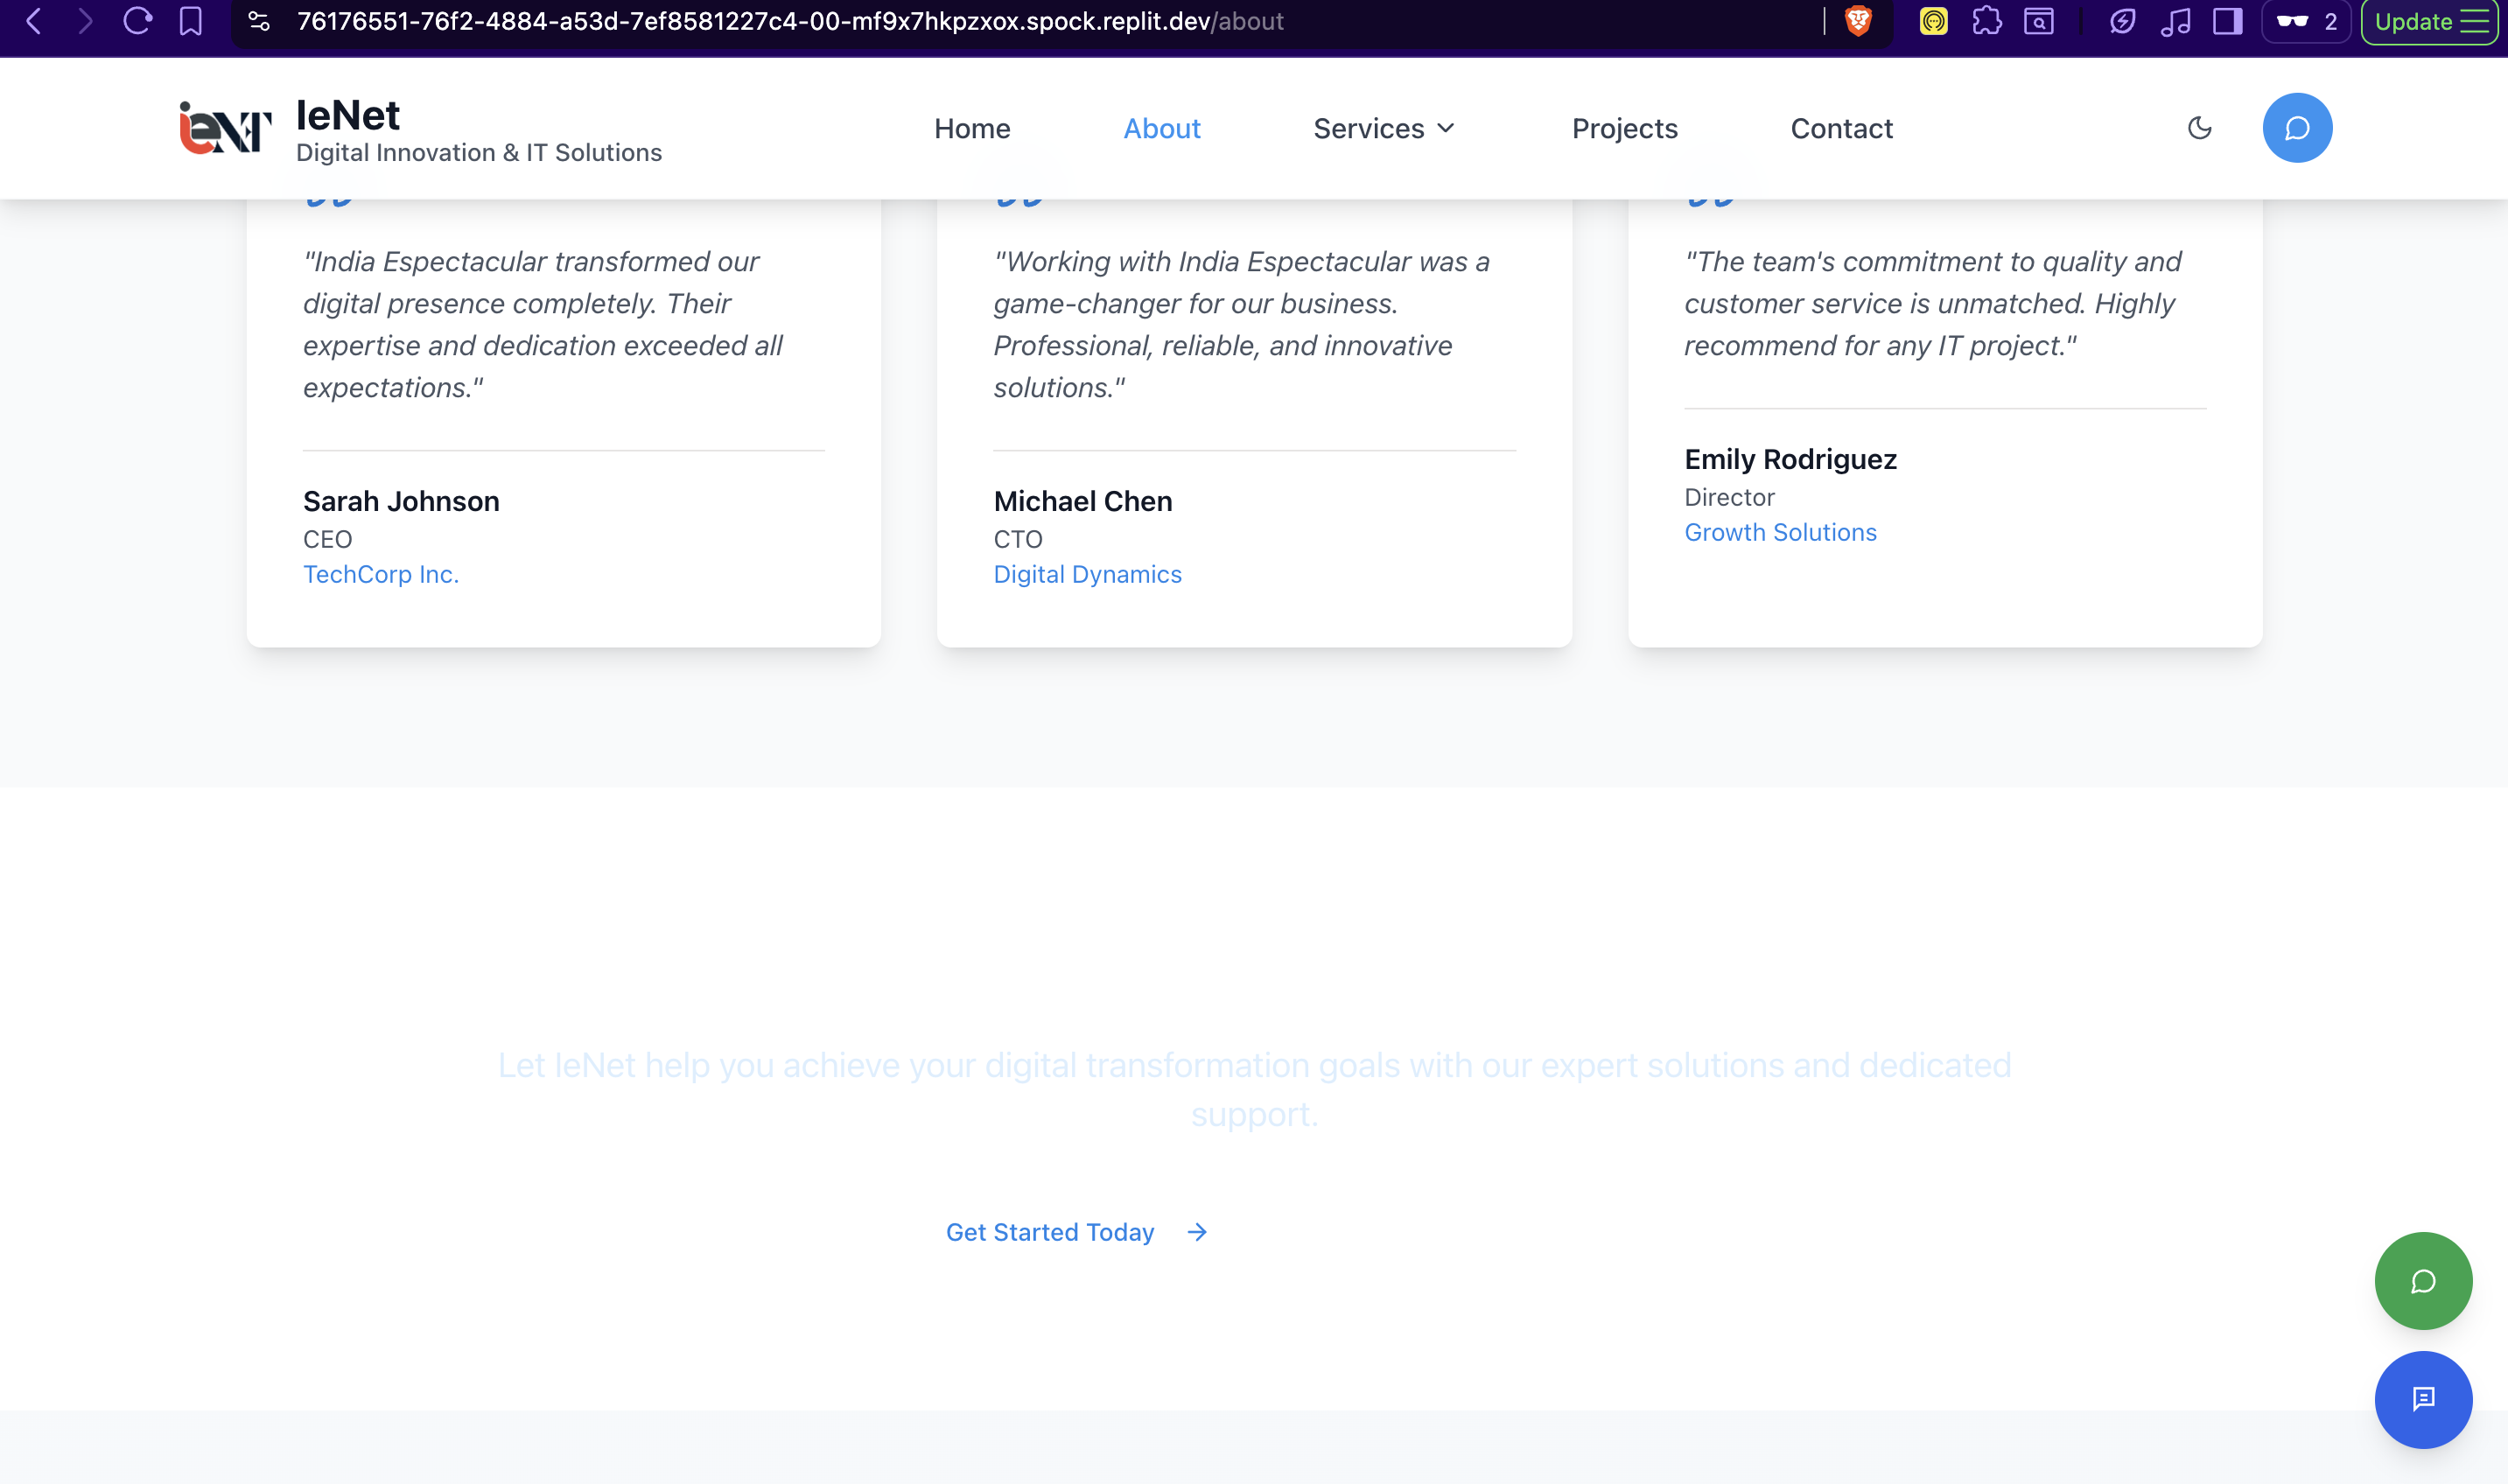 76176551-76f2-4884-a53d-7ef8581227c4-00-mf9x7hkpzxox.spock.replit.dev/about
2
Update
ieNET
IeNet
Digital Innovation & IT Solutions
Home
About
Services
Projects
Contact
"India Espectacular transformed our
digital presence completely. Their
expertise and dedication exceeded all
expectations."
Sarah Johnson
CEO
TechCorp Inc.
"Working with India Espectacular was a
game-changer for our business.
Professional, reliable, and innovative
solutions."
Michael Chen
CTO
Digital Dynamics
"The team's commitment to quality and
customer service is unmatched. Highly
recommend for any IT project."
Emily Rodriguez
Director
Growth Solutions
Let IeNet help you achieve your digital transformation goals with our expert solutions and dedicated
support.
Get Started Today